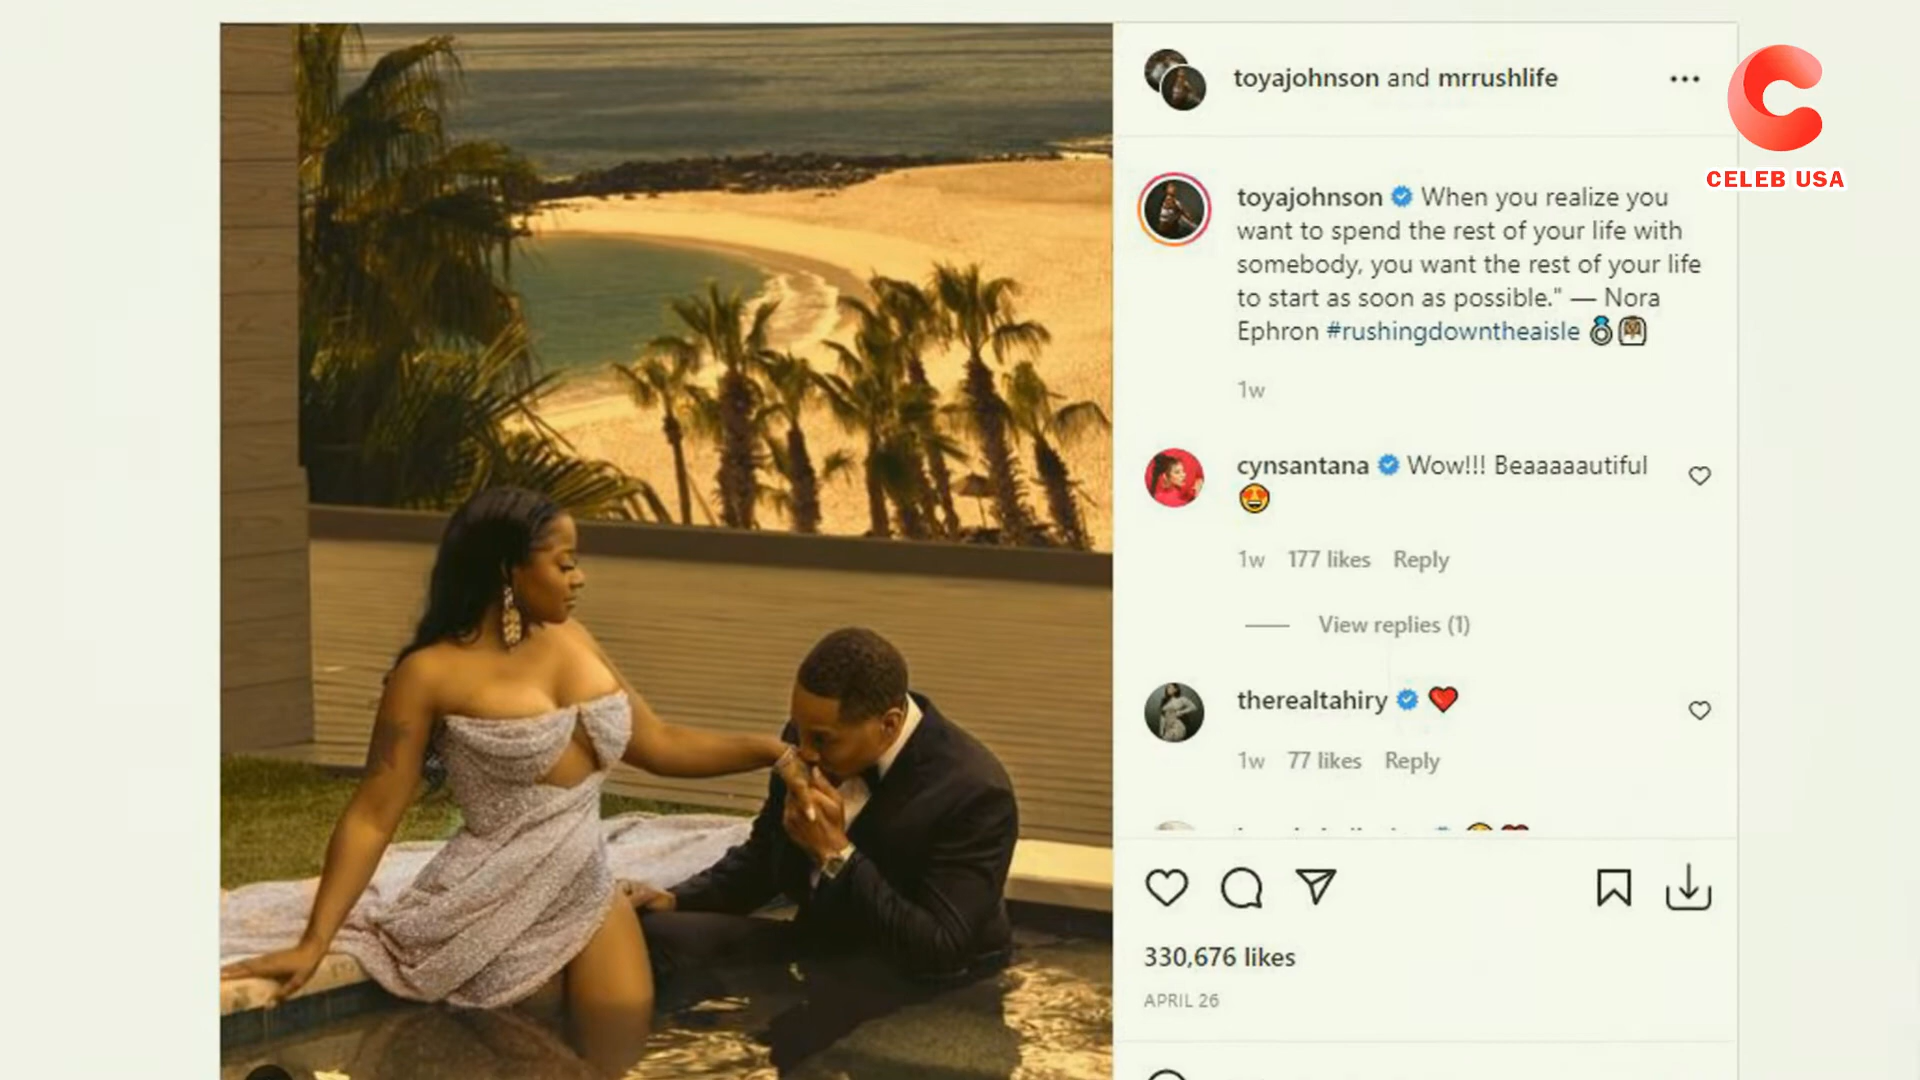 toyajohnson and mrrushlife
CELEB USA
toyajohnson When you realize you
want to spend the rest of your life with
somebody, you want the rest of your life
to start as soon as possible." — Nora
Ephron #rushingdowntheaisle
1w
cynsantana Wow!!! Beaaaaautiful
1w 177 likes Reply
View replies (1)
therealtahiry
1w 77 likes Reply
330,676 likes
APRIL 26